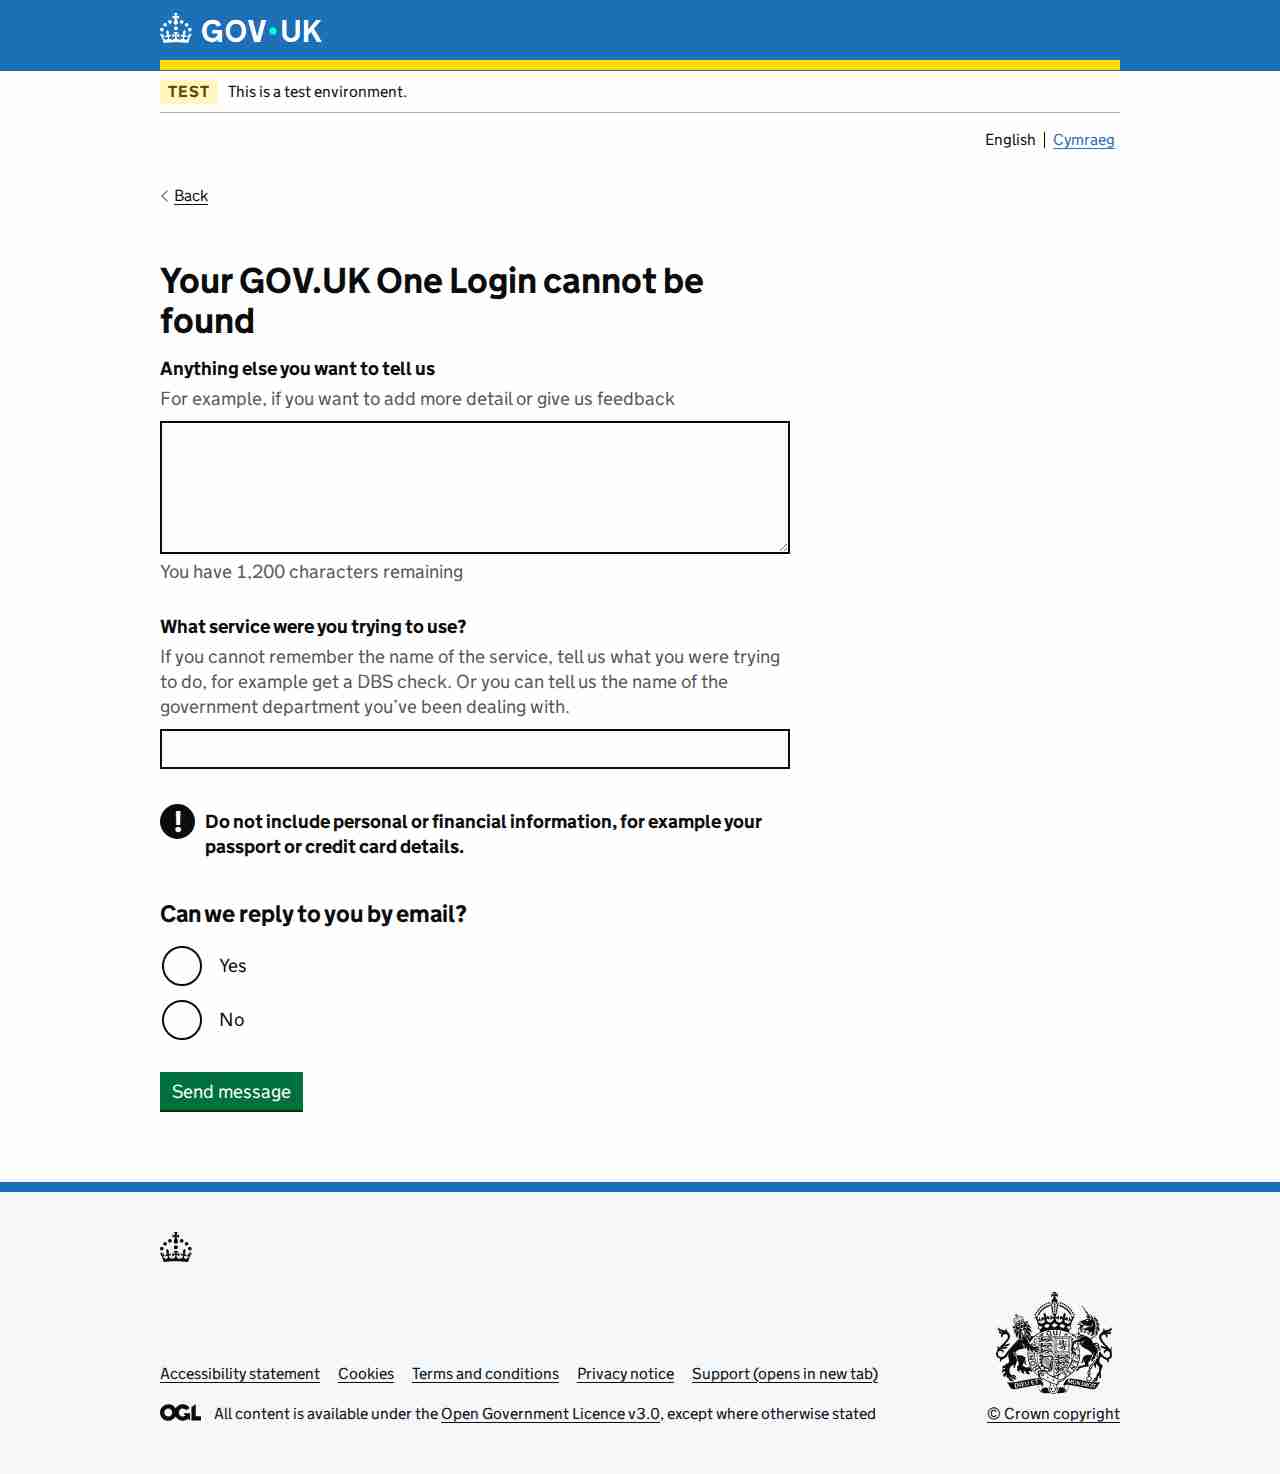 GOV.UK
TEST This is a test environment.
English Cymraeg
Back
Your GOV.UK One Login cannot be
found
Anything else you want to tell us
For example, if you want to add more detail or give us feedback
You have 1,200 characters remaining
What service were you trying to use?
If you cannot remember the name of the service, tell us what you were trying
to do, for example get a DBS check. Or you can tell us the name of the
government department you’ve been dealing with.
! Do not include personal or financial information, for example your
passport or credit card details.
Can we reply to you by email?
Yes
No
Send message
Accessibility statement Cookies Terms and conditions Privacy notice Support (opens in new tab)
OGL All content is available under the Open Government Licence v3.0, except where otherwise stated
© Crown copyright